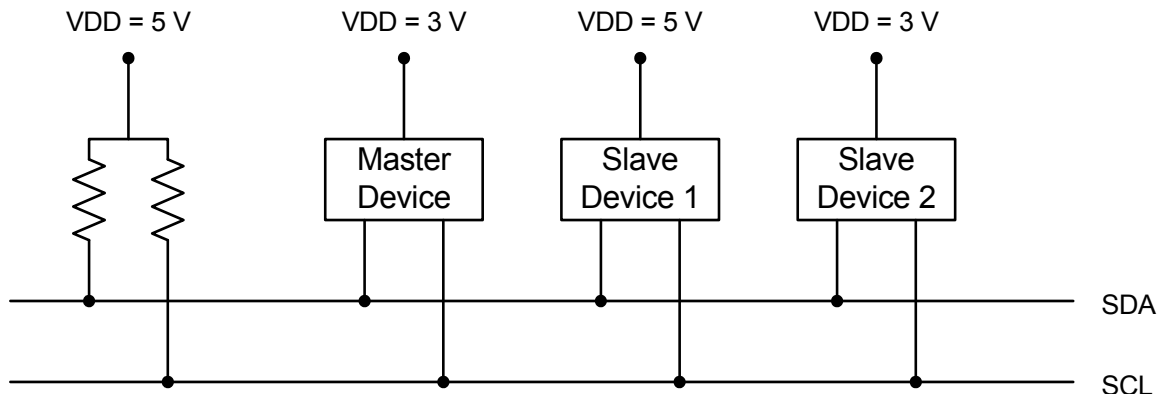 VDD = 5 V
VDD = 3 V
VDD = 5 V
VDD = 3 V
Master
Device
Slave
Device 1
Slave
Device 2
SDA
SCL